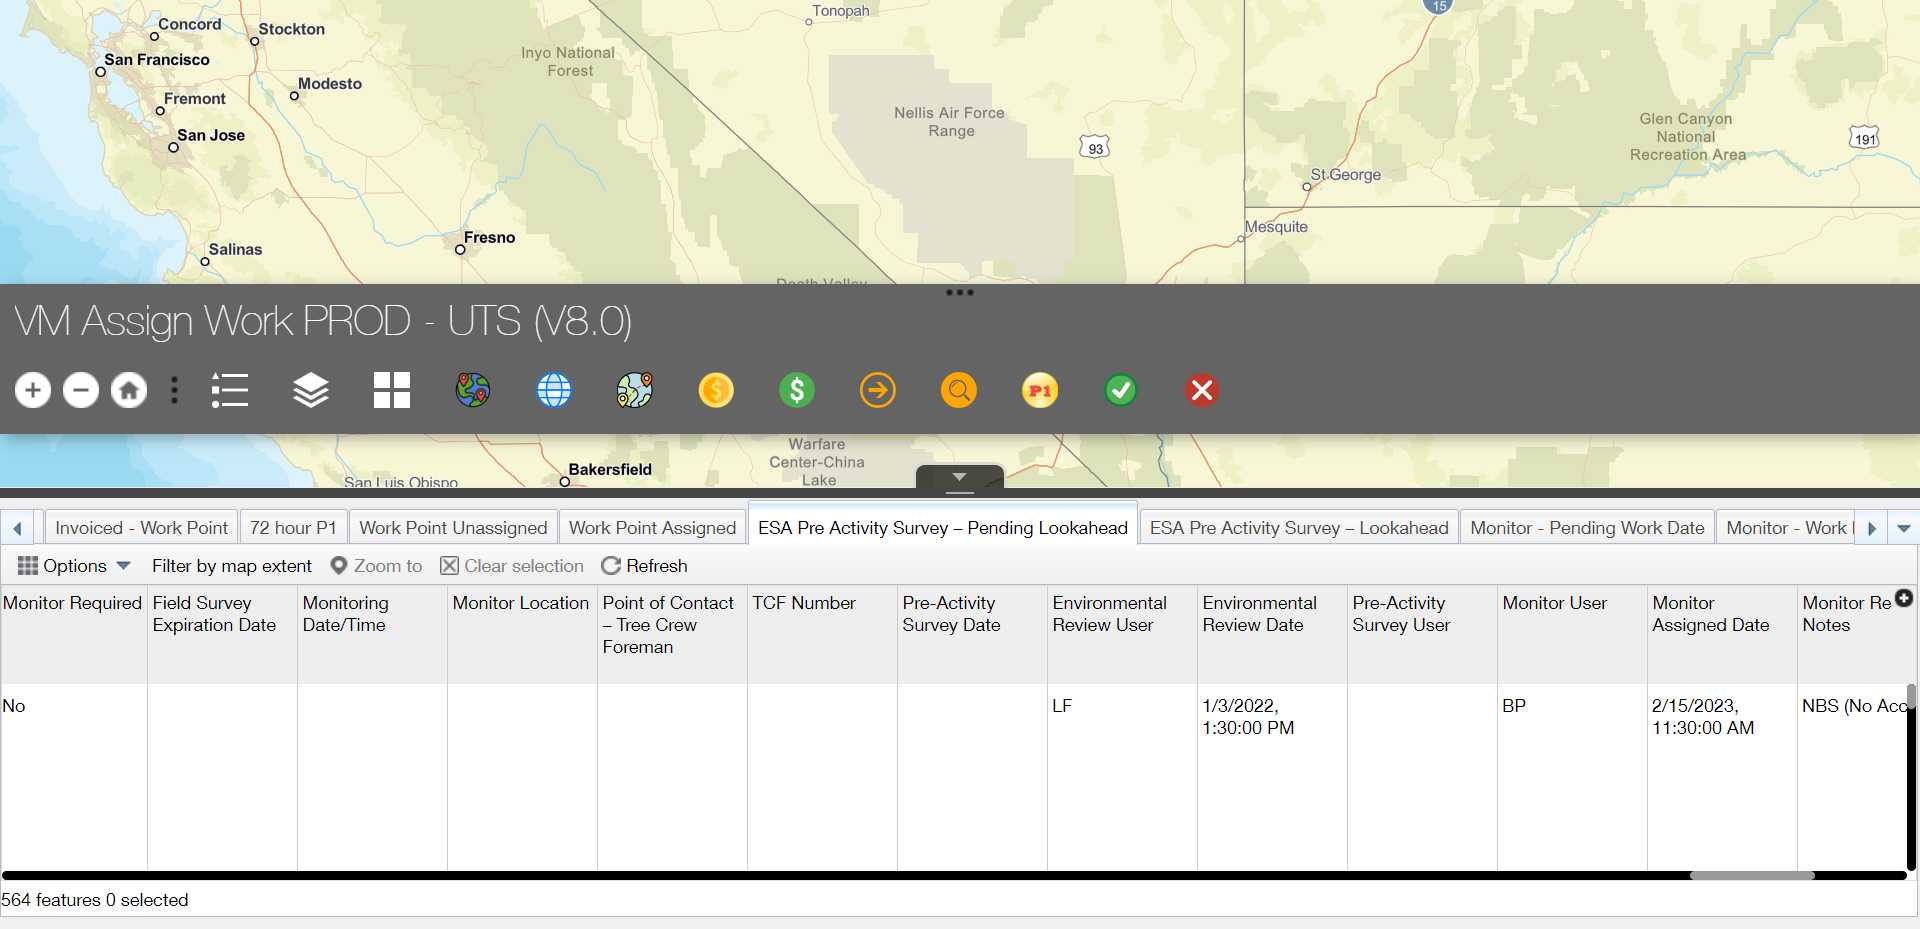 Tonopah
15
Concord
Stockton
Inyo National
Forest
San Francisco
Modesto
Fremont
Nellis Air Force
Range
Glen Canyon
National
Recreation Area
San Jose
93
191
St George
Mesquite
Fresno
Salinas
Death Valley
VM Assign Work PROD - UTS (V8.0)
P1
Warfare
Center-China
Lake
Bakersfield
San Luis Obispo
Invoiced - Work Point
72 hour P1
Work Point Unassigned
Work Point Assigned
ESA Pre Activity Survey – Pending Lookahead
ESA Pre Activity Survey – Lookahead
Monitor - Pending Work Date
Monitor - Work
Options
Filter by map extent
Zoom to
Clear selection
Refresh
Monitor Required
Field Survey
Expiration Date
Monitoring
Date/Time
Monitor Location
Point of Contact
– Tree Crew
Foreman
TCF Number
Pre-Activity
Survey Date
Environmental
Review User
Environmental
Review Date
Pre-Activity
Survey User
Monitor User
Monitor
Assigned Date
Monitor Re
Notes
No
LF
1/3/2022,
1:30:00 PM
BP
2/15/2023,
11:30:00 AM
NBS (No Acc
564 features 0 selected